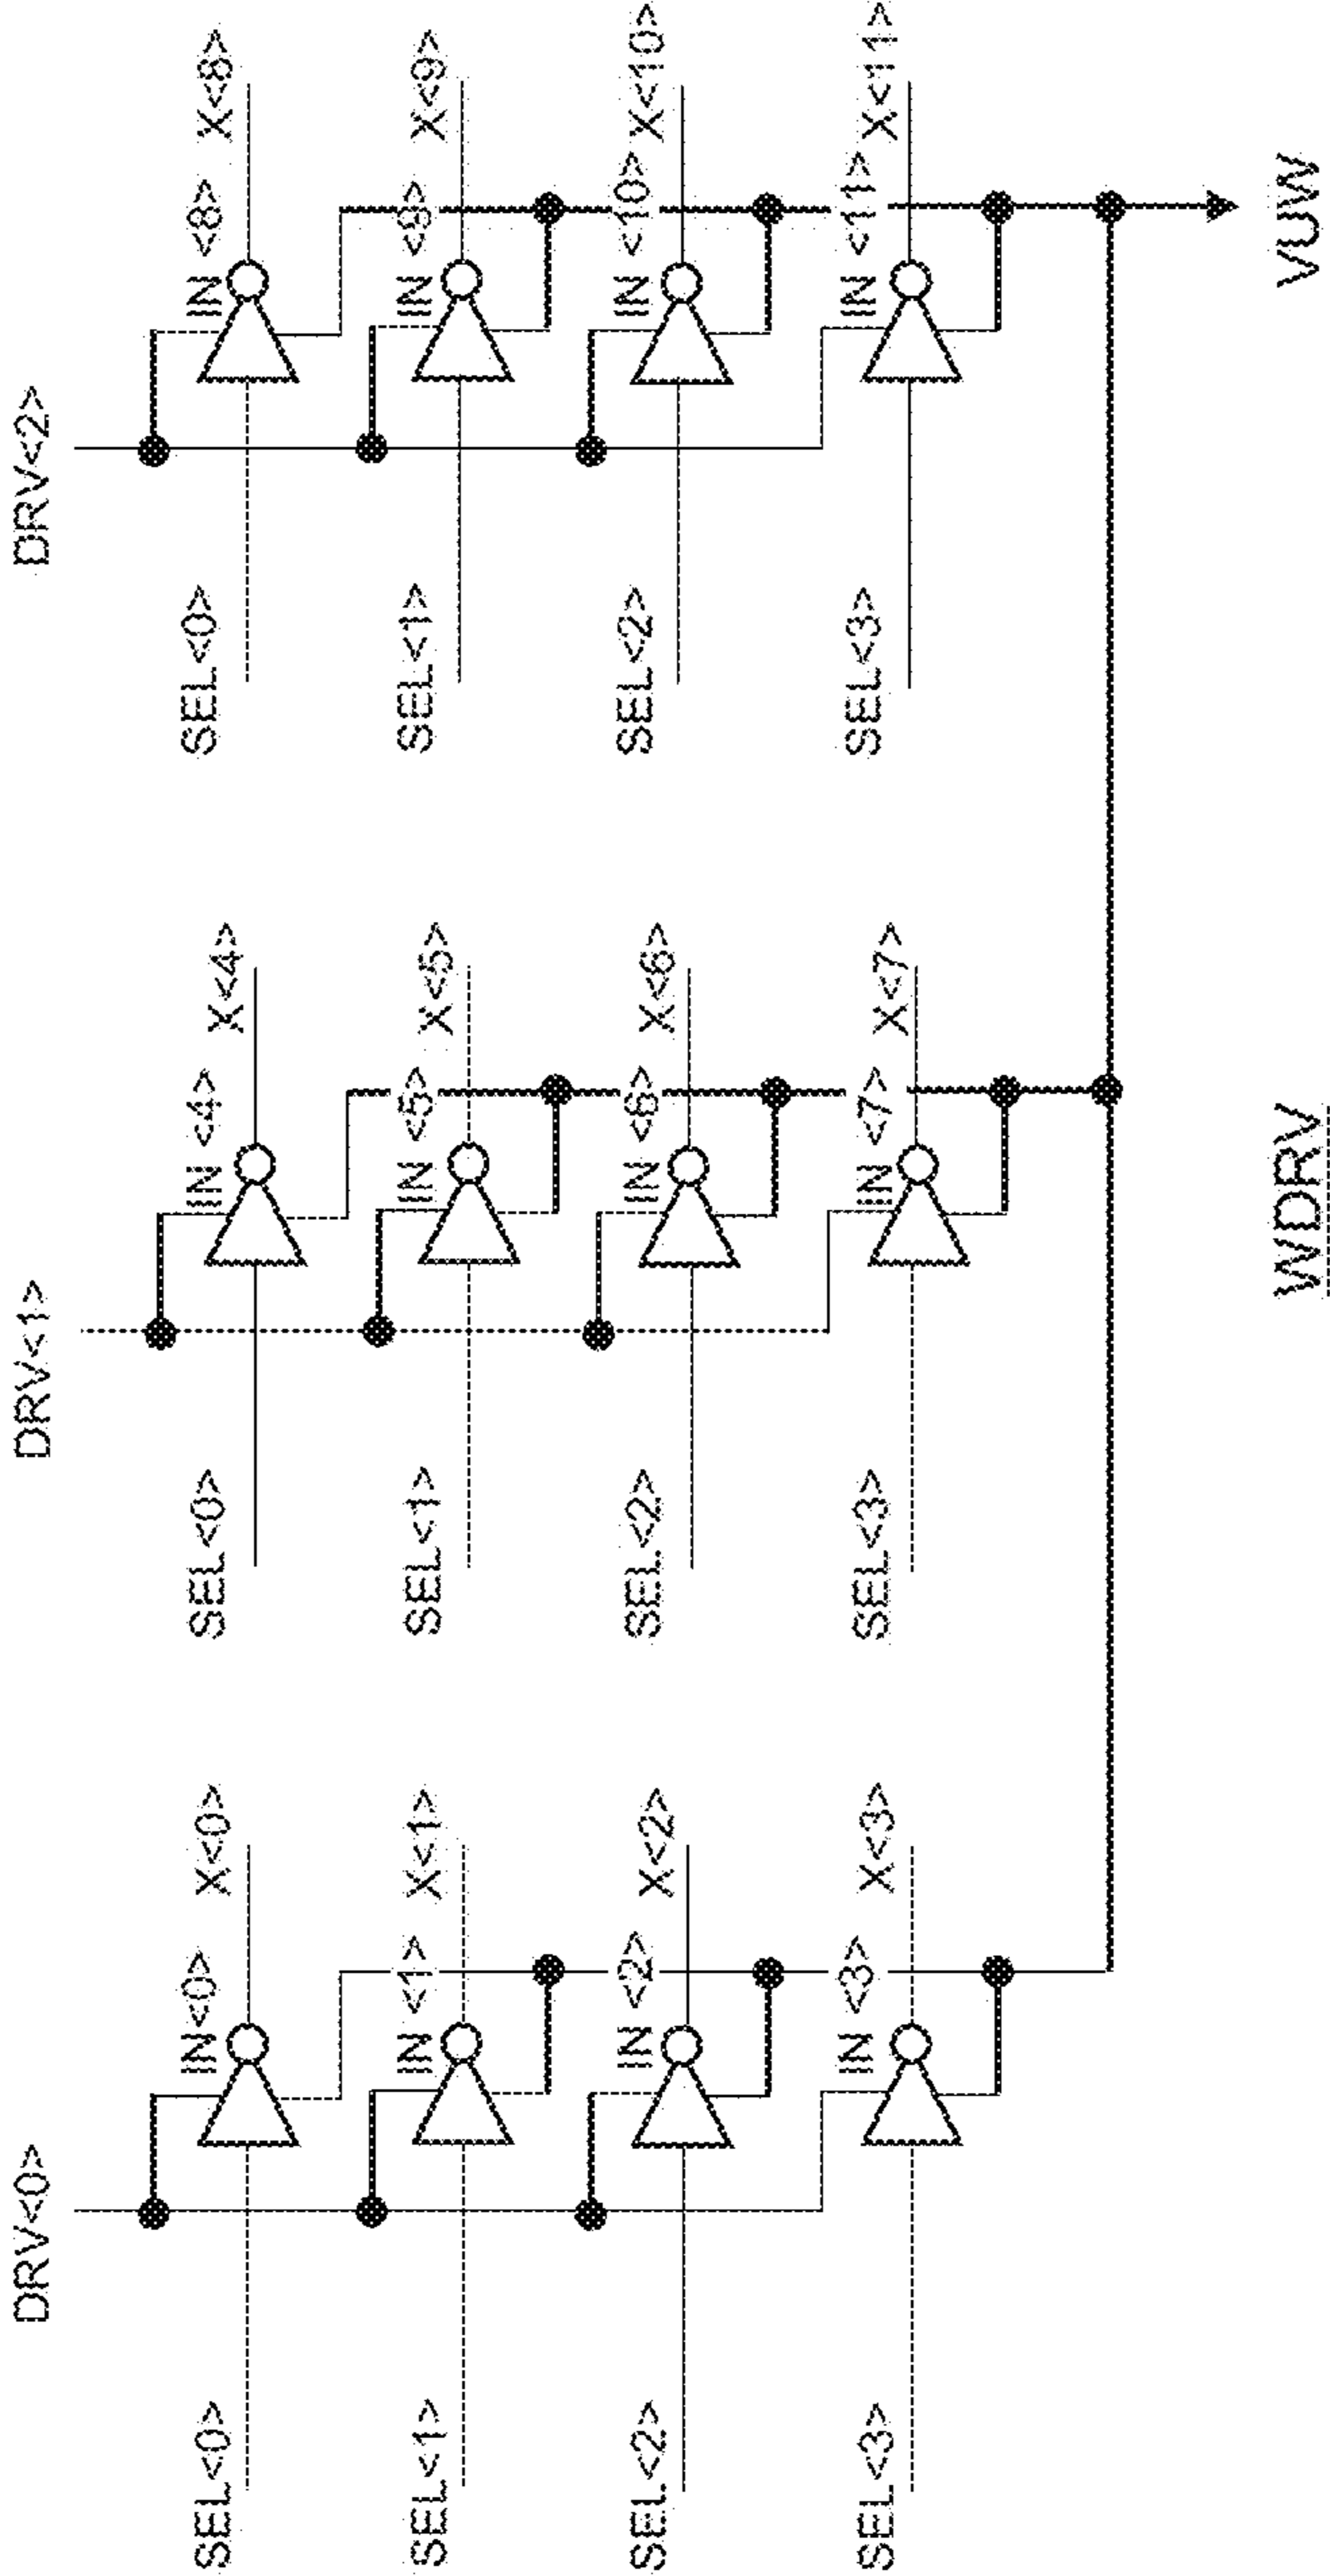 DRV<0> DRV<1> DRV<2>
SEL<0> IN<0> X<0> SEL<0> IN <4> X<4> SEL<0> IN <8> X<8>
SEL<1> IN <1> X<1> SEL<1> IN <5> X<5> SEL<1> IN <9> X<9>
SEL<2> IN <2> X<2> SEL<2> IN <6> X<6> SEL<2> IN <10> X<10>
SEL<3> IN <3> X<3> SEL<3> IN <7> X<7> SEL<3> IN <11> X<11>
WDRV VUW